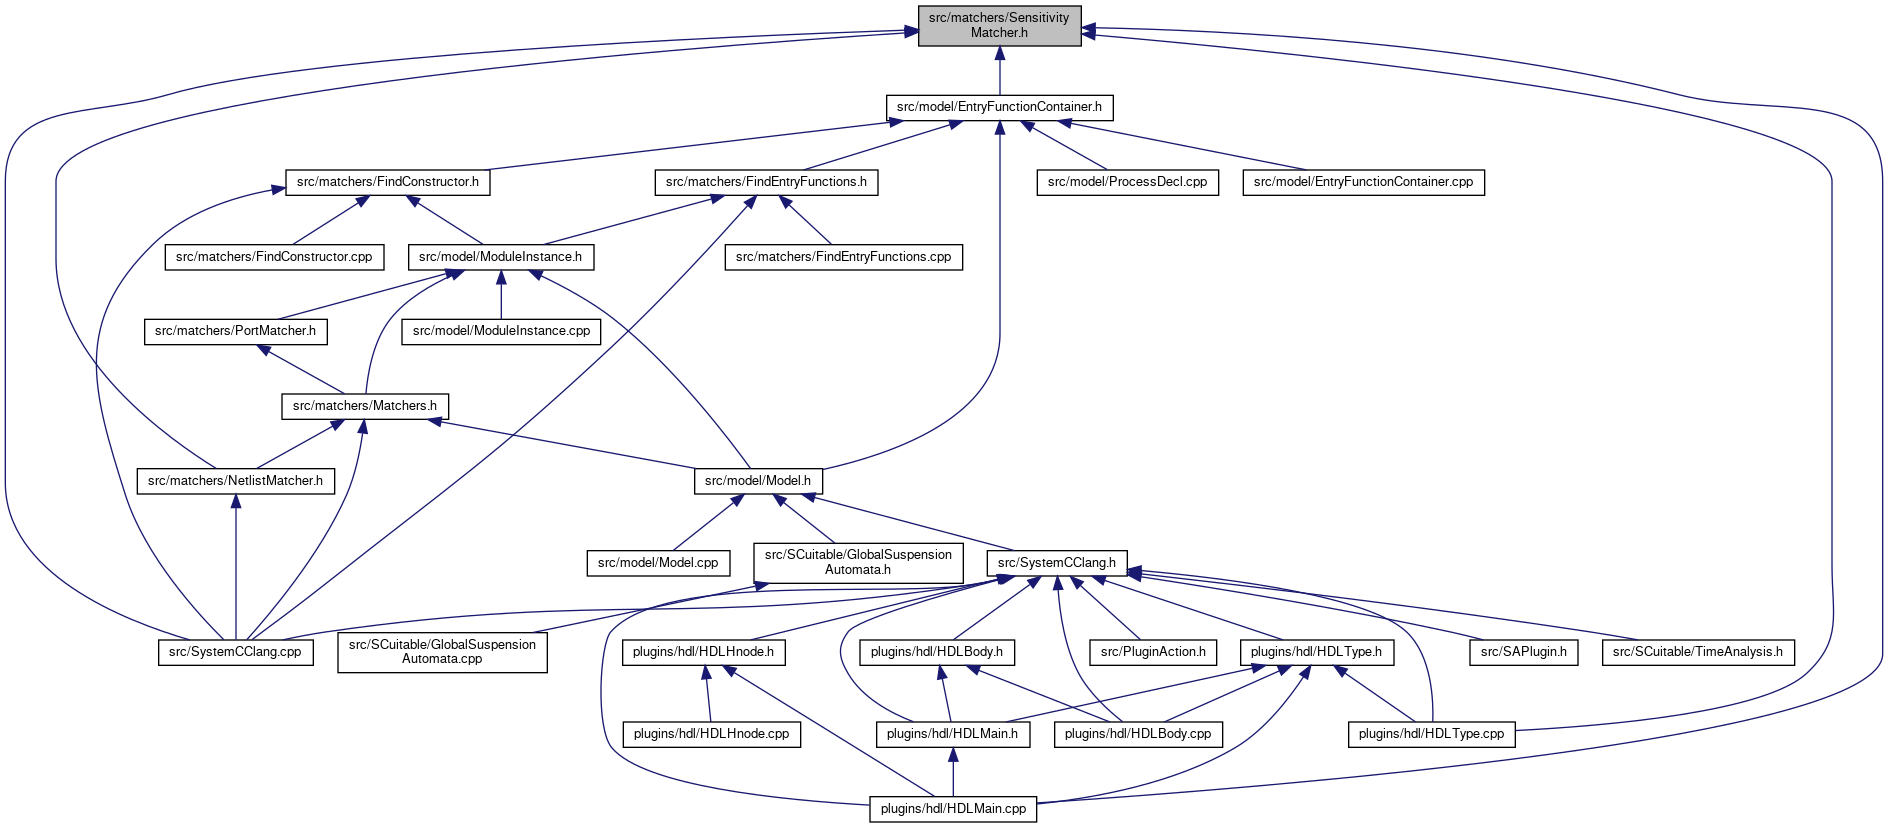 src/matchers/Sensitivity
Matcher.h
src/model/EntryFunctionContainer.h
src/matchers/FindConstructor.h
src/matchers/FindEntryFunctions.h
src/model/ProcessDecl.cpp
src/model/EntryFunctionContainer.cpp
src/matchers/FindConstructor.cpp
src/model/ModuleInstance.h
src/matchers/FindEntryFunctions.cpp
src/matchers/PortMatcher.h
src/model/ModuleInstance.cpp
src/matchers/Matchers.h
src/matchers/NetlistMatcher.h
src/model/Model.h
src/model/Model.cpp
src/SCuitable/GlobalSuspension
Automata.h
src/SystemCClang.h
src/SystemCClang.cpp
src/SCuitable/GlobalSuspension
Automata.cpp
plugins/hdl/HDLHnode.h
plugins/hdl/HDLBody.h
src/PluginAction.h
plugins/hdl/HDLType.h
src/SAPlugin.h
src/SCuitable/TimeAnalysis.h
plugins/hdl/HDLHnode.cpp
plugins/hdl/HDLMain.h
plugins/hdl/HDLBody.cpp
plugins/hdl/HDLType.cpp
plugins/hdl/HDLMain.cpp